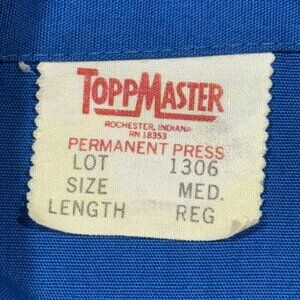 TOPPMASTER
ROCHESTER, INDIANA
RN 18353
PERMANENT PRESS
LOT 1306
SIZE MED.
LENGTH REG